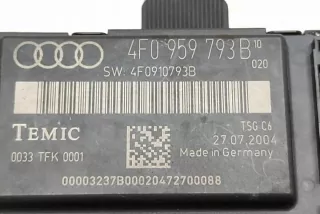 4F0 959 793B 10
020
SW: 4F0910793B
TEMIC
TSG C6
27.07.2004
0033 TFK 0001
Made in Germany
00003237B00020472700088